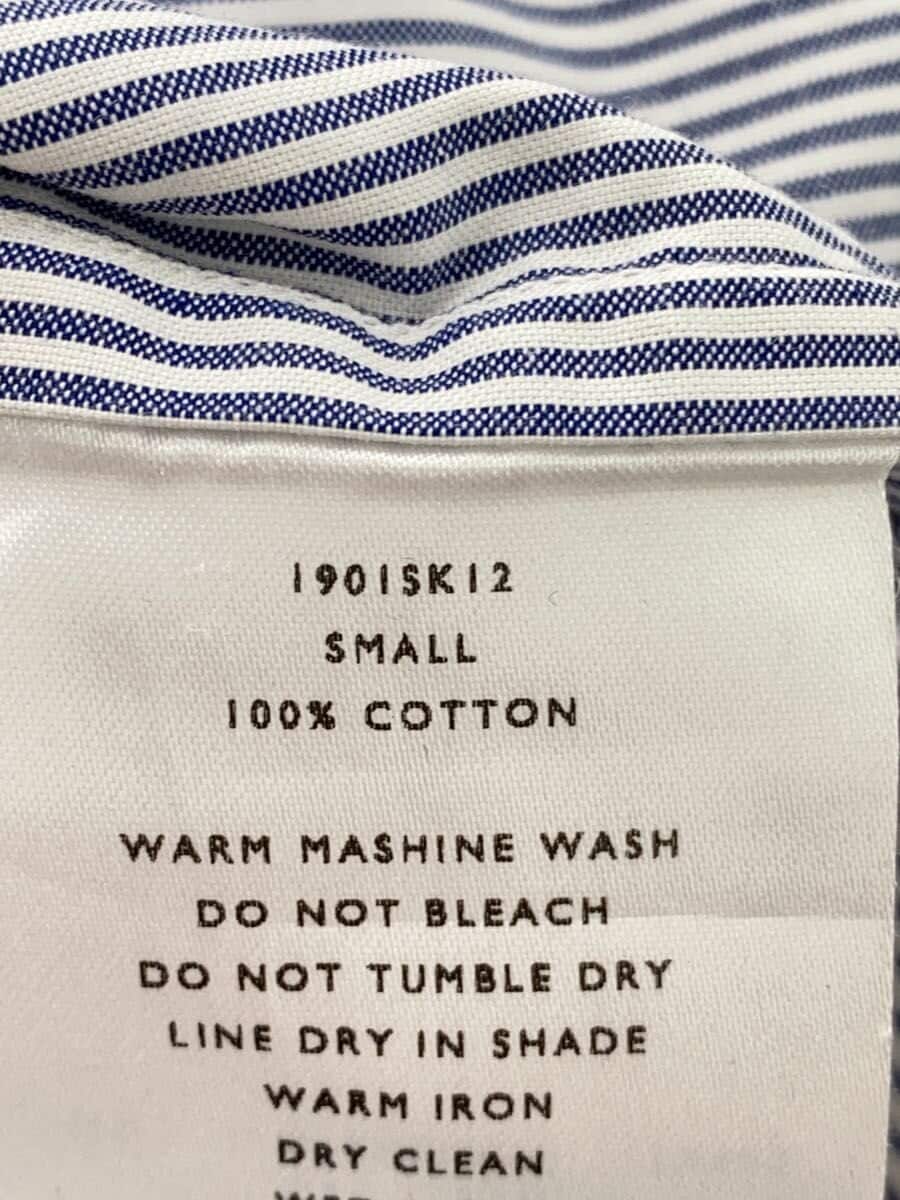 1901SK12
SMALL
100% COTTON
WARM MASHINE WASH
DO NOT BLEACH
DO NOT TUMBLE DRY
LINE DRY IN SHADE
WARM IRON
DRY CLEAN